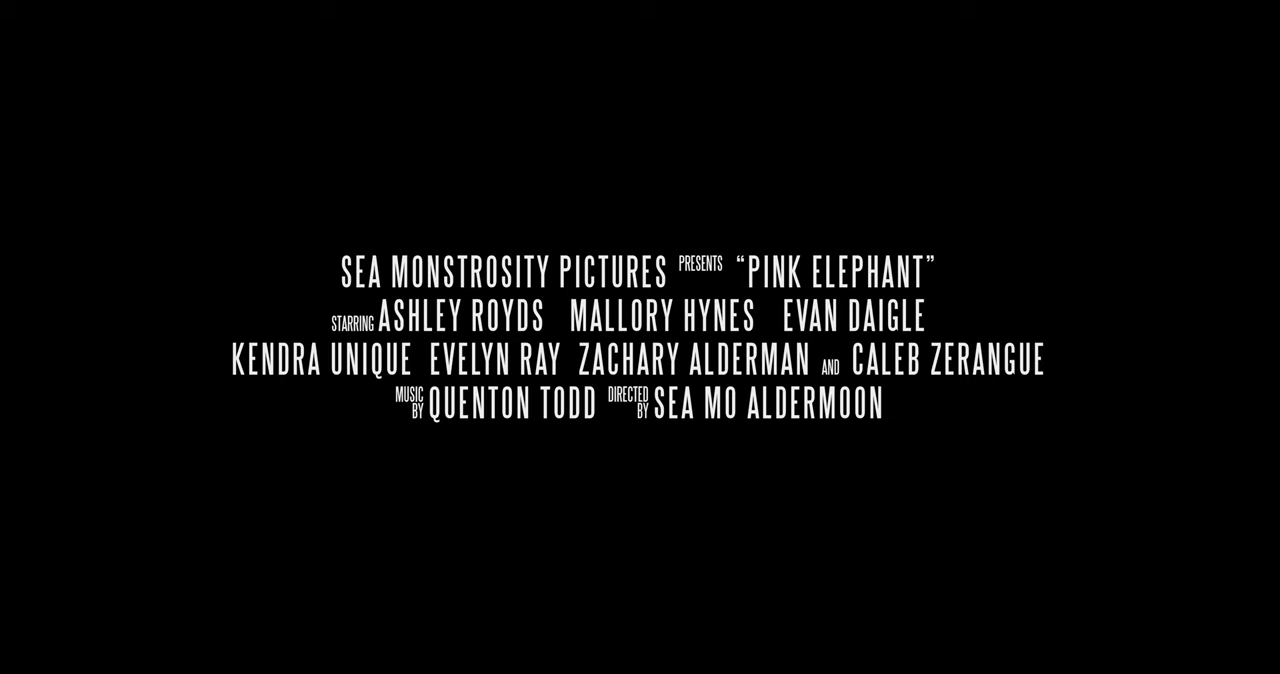 SEA MONSTROSITY PICTURES PRESENTS “PINK ELEPHANT”
STARRING ASHLEY ROYDS MALLORY HYNES EVAN DAIGLE
KENDRA UNIQUE EVELYN RAY ZACHARY ALDERMAN AND CALEB ZERANGUE
MUSIC BY QUENTON TODD DIRECTED BY SEA MO ALDERMOON